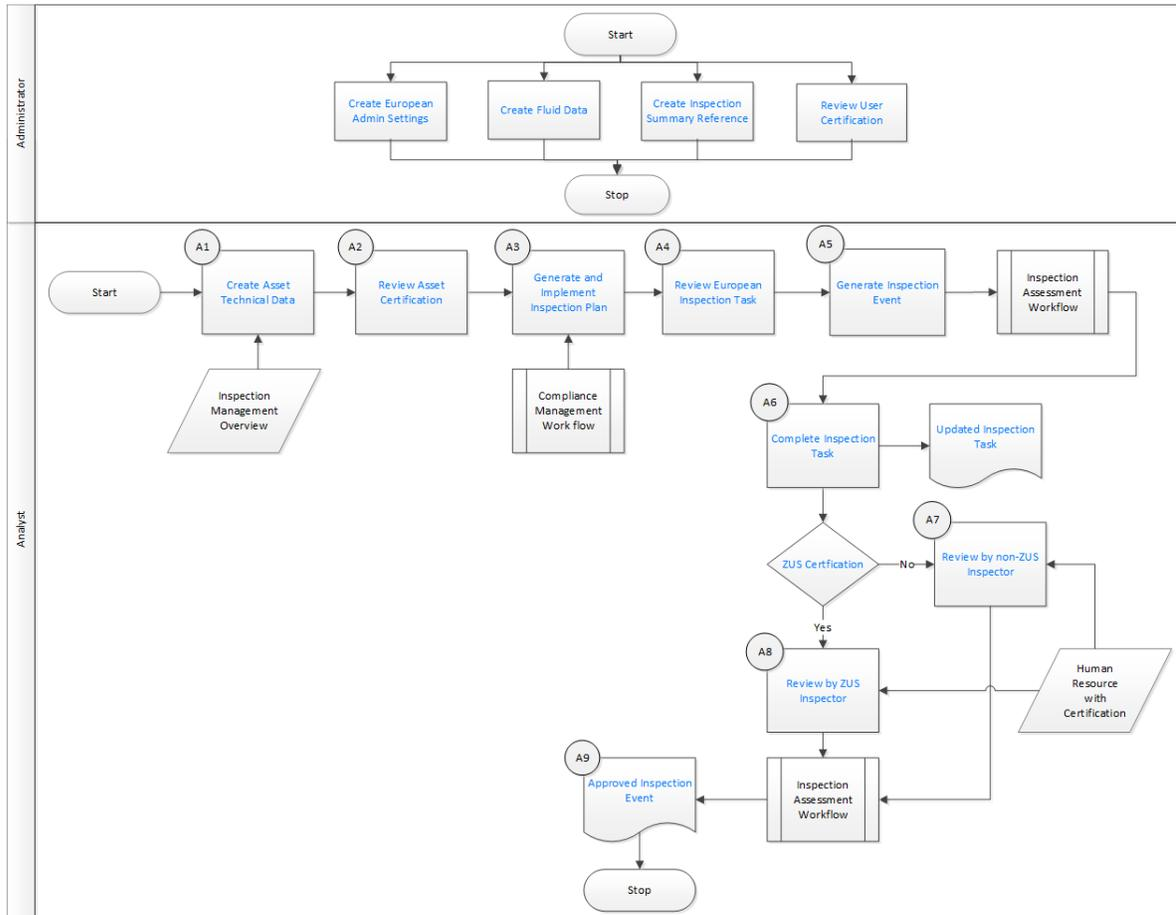 Administrator
Start
Create European
Admin Settings
Create Fluid Data
Create Inspection
Summary Reference
Review User
Certification
Stop
Analyst
Start
A1
Create Asset
Technical Data
A2
Review Asset
Certification
A3
Generate and
Implement
Inspection Plan
A4
Review European
Inspection Task
A5
Generate Inspection
Event
Inspection
Assessment
Workflow
Inspection
Management
Overview
Compliance
Management
Work flow
A6
Complete Inspection
Task
Updated Inspection
Task
ZUS Certfication
No
A7
Review by non-ZUS
Inspector
Yes
A8
Review by ZUS
Inspector
Human
Resource
with
Certification
A9
Approved Inspection
Event
Inspection
Assessment
Workflow
Stop